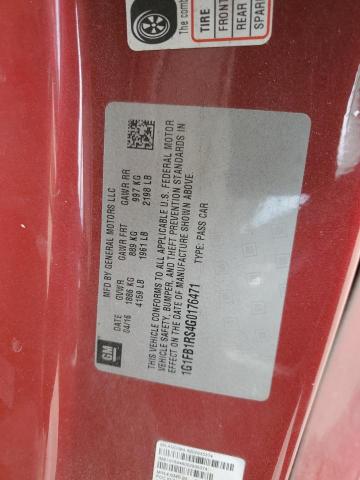 TIRE
FRONT
REAR
SPARE
MFD BY GENERAL MOTORS LLC
04/16
GVWR
1886 KG
4159 LB
GAWR FRT
889 KG
1961 LB
GAWR RR
997 KG
2198 LB
THIS VEHICLE CONFORMS TO ALL APPLICABLE U.S. FEDERAL MOTOR
VEHICLE SAFETY, BUMPER, AND THEFT PREVENTION STANDARDS IN
EFFECT ON THE DATE OF MANUFACTURE SHOWN ABOVE.
1G1FB1RS4G0176471
TYPE: PASS CAR
GM